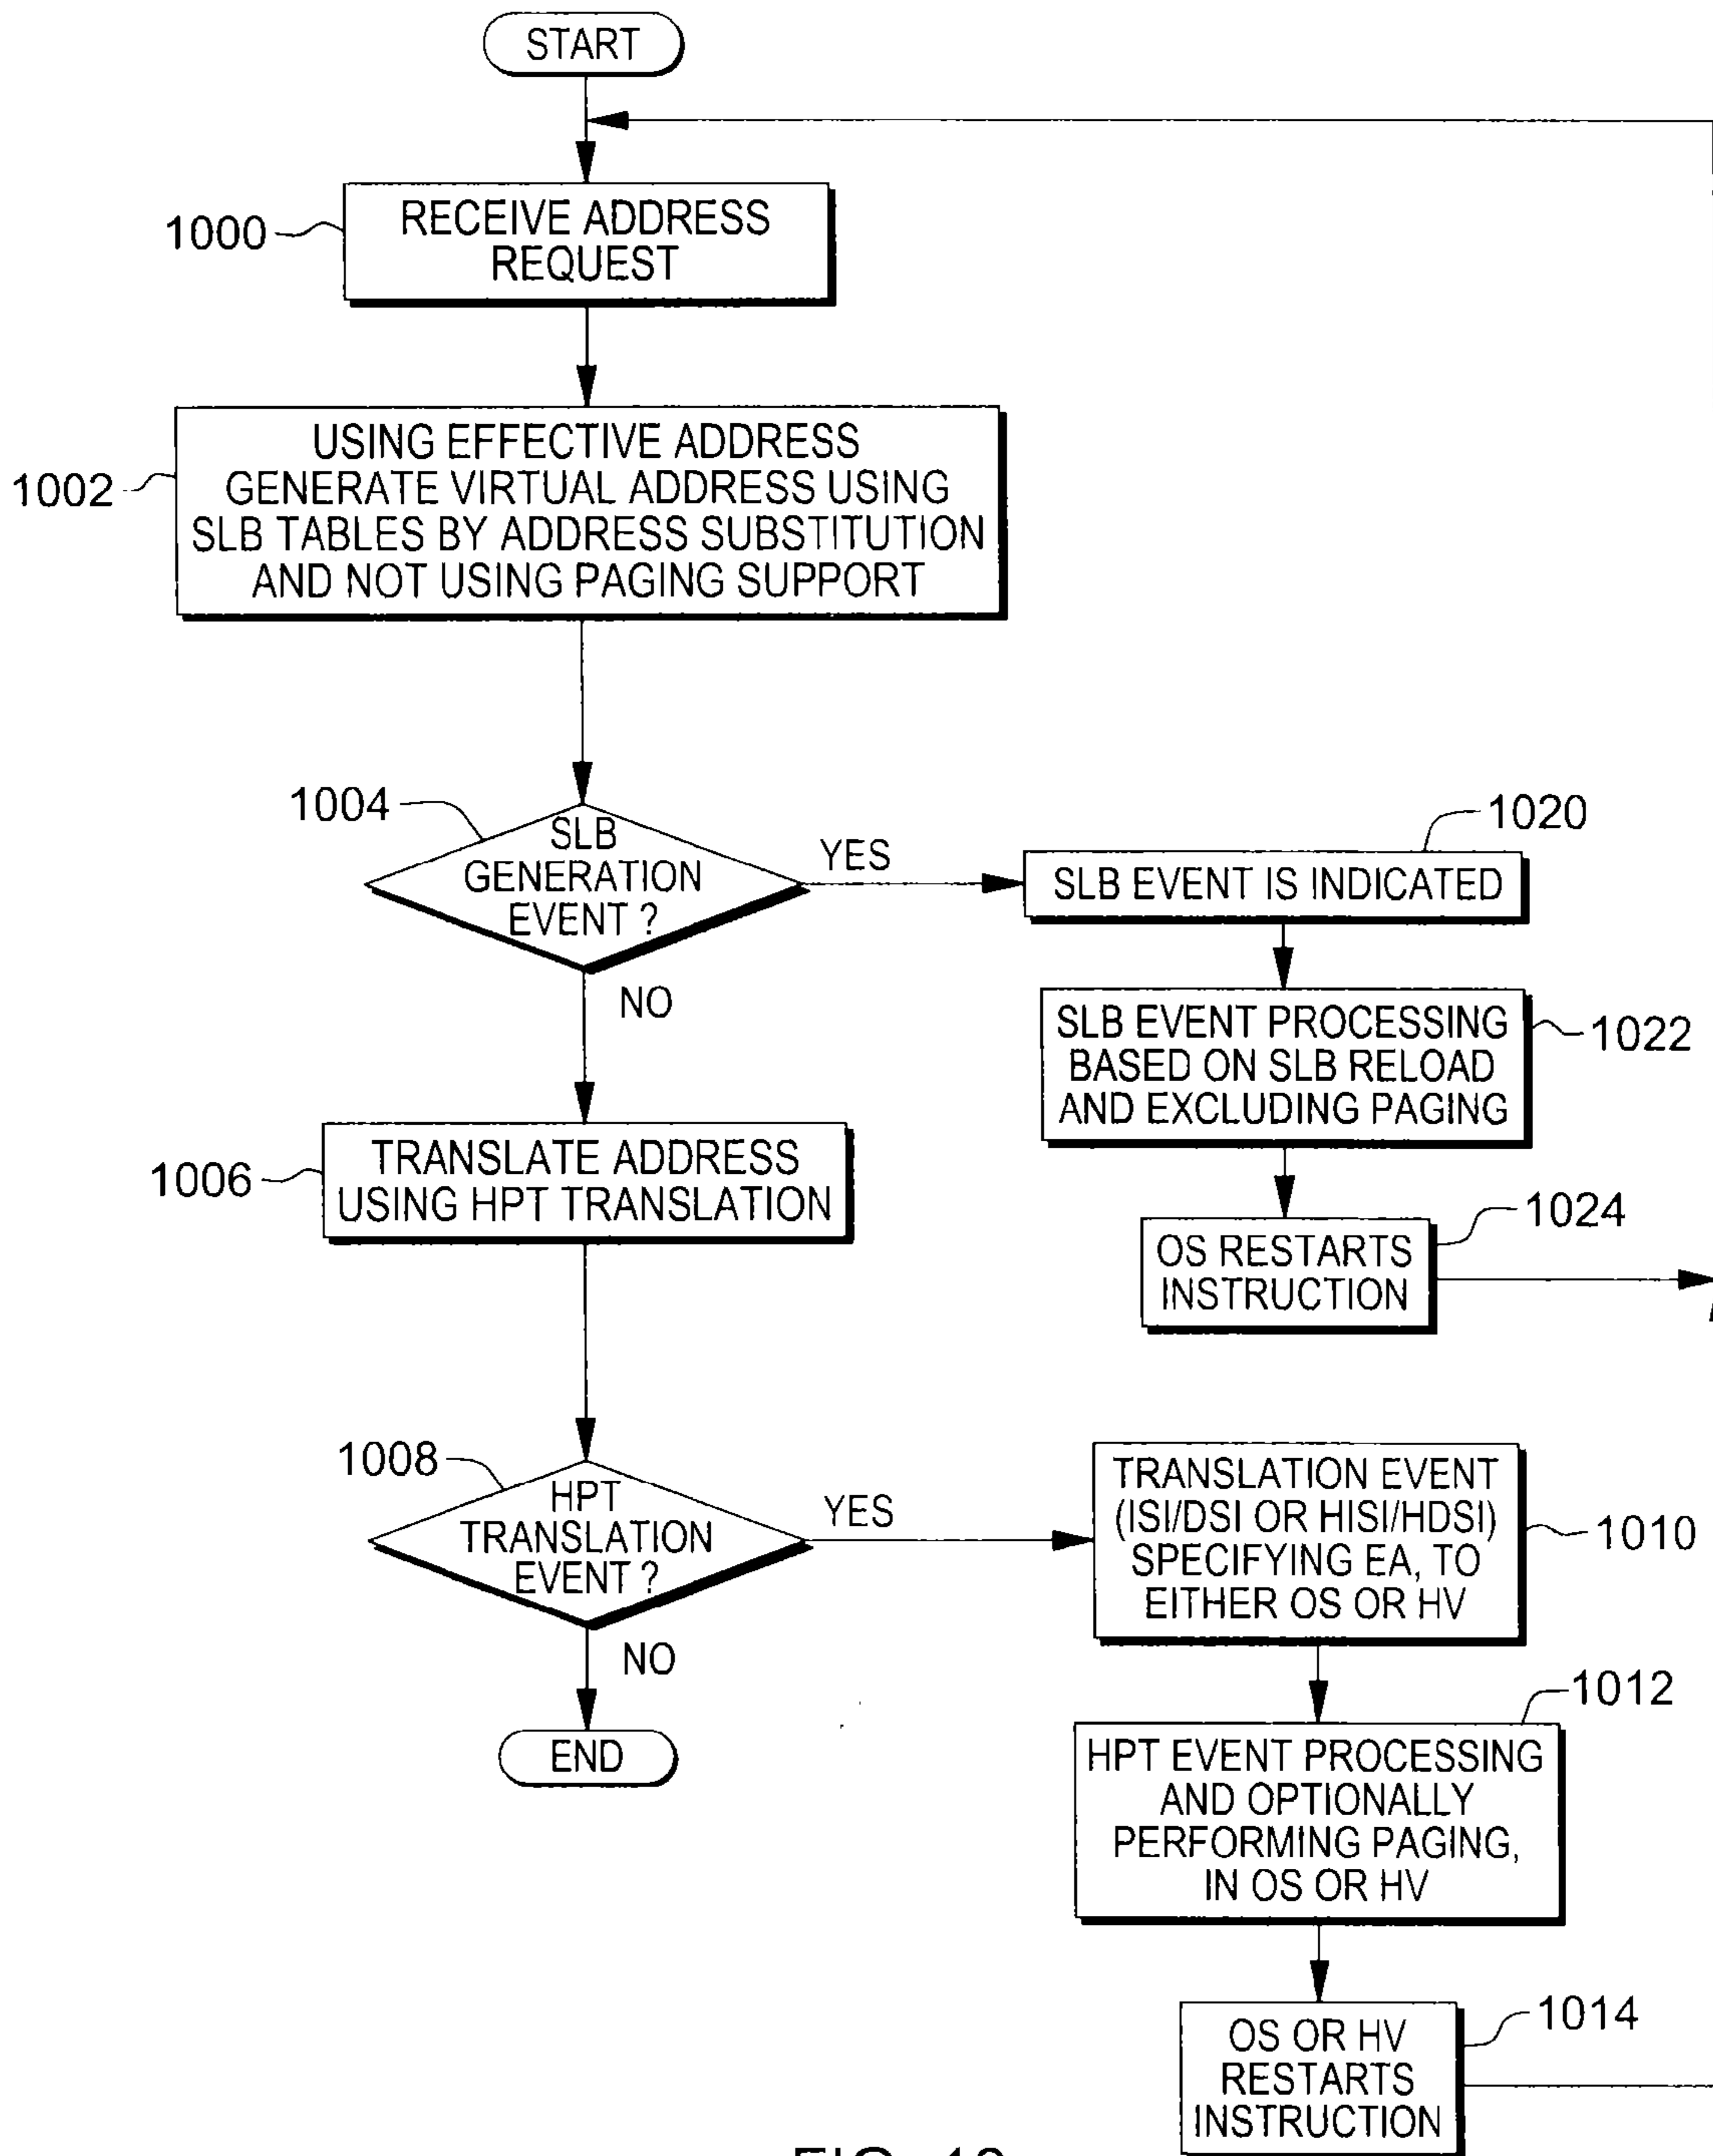 START
1000
RECEIVE ADDRESS
REQUEST
1002
USING EFFECTIVE ADDRESS
GENERATE VIRTUAL ADDRESS USING
SLB TABLES BY ADDRESS SUBSTITUTION
AND NOT USING PAGING SUPPORT
1004
SLB
GENERATION
EVENT ?
YES
NO
1020
SLB EVENT IS INDICATED
SLB EVENT PROCESSING
BASED ON SLB RELOAD
AND EXCLUDING PAGING
1022
1024
OS RESTARTS
INSTRUCTION
1006
TRANSLATE ADDRESS
USING HPT TRANSLATION
1008
HPT
TRANSLATION
EVENT ?
YES
NO
END
TRANSLATION EVENT
(ISI/DSI OR HISI/HDSI)
SPECIFYING EA, TO
EITHER OS OR HV
1010
1012
HPT EVENT PROCESSING
AND OPTIONALLY
PERFORMING PAGING,
IN OS OR HV
1014
OS OR HV
RESTARTS
INSTRUCTION
FIG.